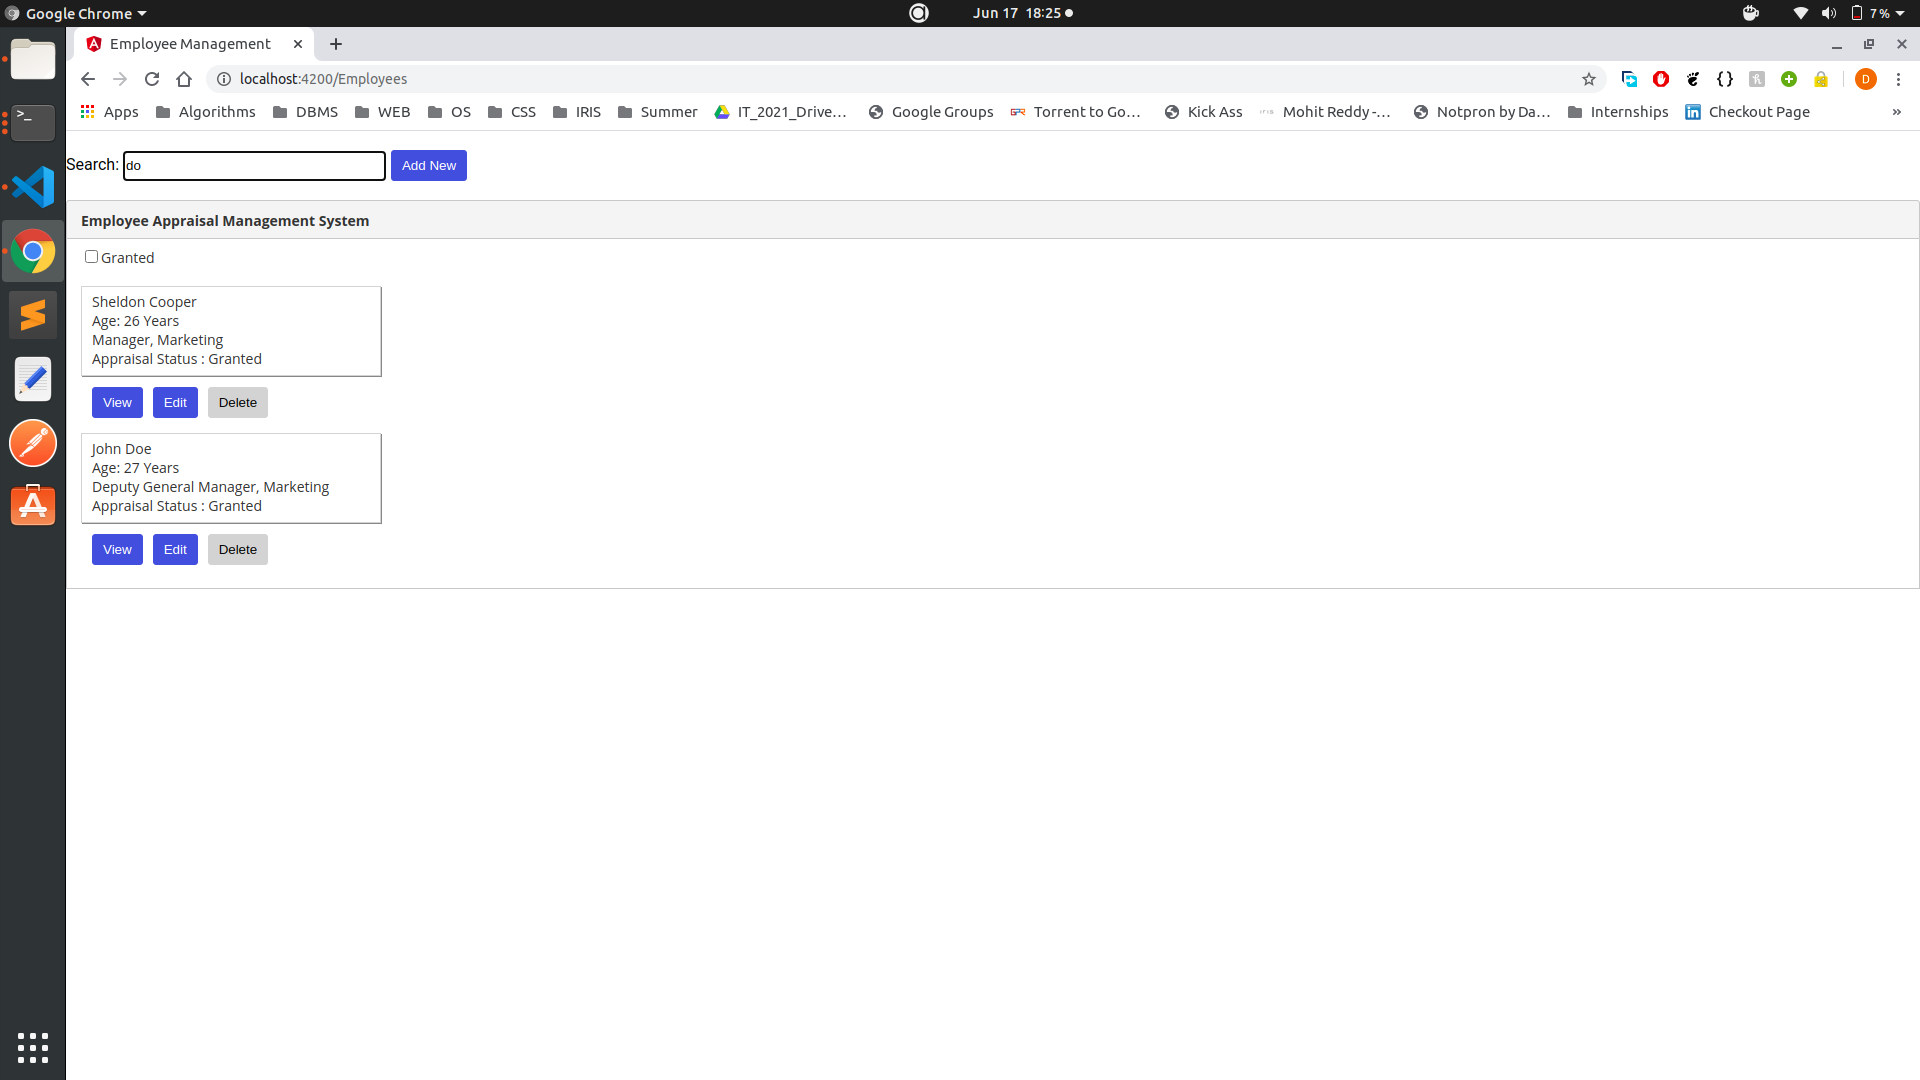 Google Chrome
Jun 17 18:25
7 %
Employee Management
localhost:4200/Employees
D
Apps
Algorithms
DBMS
WEB
OS
CSS
IRIS
Summer
IT_2021_Drive...
Google Groups
Torrent to Go...
Kick Ass
Mohit Reddy -...
Notpron by Da...
Internships
Checkout Page
»
Search: do
Add New
Employee Appraisal Management System
Granted
Sheldon Cooper
Age: 26 Years
Manager, Marketing
Appraisal Status : Granted
View Edit Delete
John Doe
Age: 27 Years
Deputy General Manager, Marketing
Appraisal Status : Granted
View Edit Delete